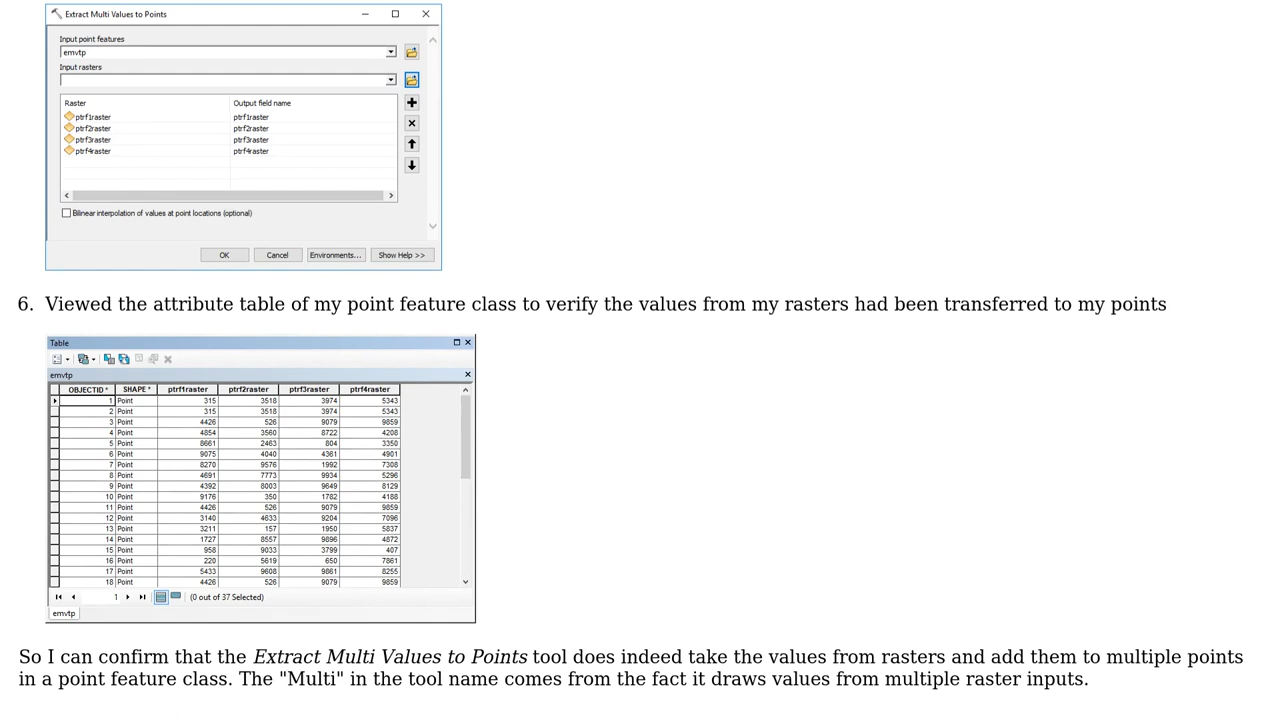 Extract Multi Values to Points
Input point features
emvtp
Input rasters
Raster Output field name
ptrf1raster ptrf1raster
ptrf2raster ptrf2raster
ptrf3raster ptrf3raster
ptrf4raster ptrf4raster
Bilinear interpolation of values at point locations (optional)
OK Cancel Environments... Show Help >>
6. Viewed the attribute table of my point feature class to verify the values from my rasters had been transferred to my points
Table
emvtp
OBJECTID * SHAPE * ptrf1raster ptrf2raster ptrf3raster ptrf4raster
1 Point 315 3518 3974 5343
2 Point 315 3518 3974 5343
3 Point 4426 526 9079 9859
4 Point 4854 3560 8722 4208
5 Point 8661 2463 804 3350
6 Point 9075 4040 4361 4901
7 Point 8270 9576 1992 7308
8 Point 4691 7773 9934 5296
9 Point 4392 8003 9649 8129
10 Point 9176 350 1782 4188
11 Point 4426 526 9079 9859
12 Point 3140 4633 9204 7096
13 Point 3211 157 1950 5837
14 Point 1727 8557 9896 4872
15 Point 958 9033 3799 407
16 Point 220 5619 650 7861
17 Point 5433 9608 9861 8255
18 Point 4426 526 9079 9859
1 (0 out of 37 Selected)
emvtp
So I can confirm that the Extract Multi Values to Points tool does indeed take the values from rasters and add them to multiple points
in a point feature class. The "Multi" in the tool name comes from the fact it draws values from multiple raster inputs.